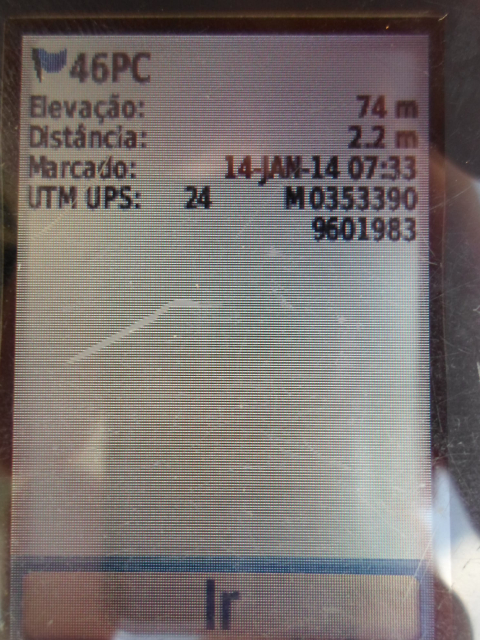 46PC
Elevação: 74 m
Distância: 2.2 m
Marcado: 14-JAN-14 07:33
UTM UPS: 24 M 0353390
9601983
Ir